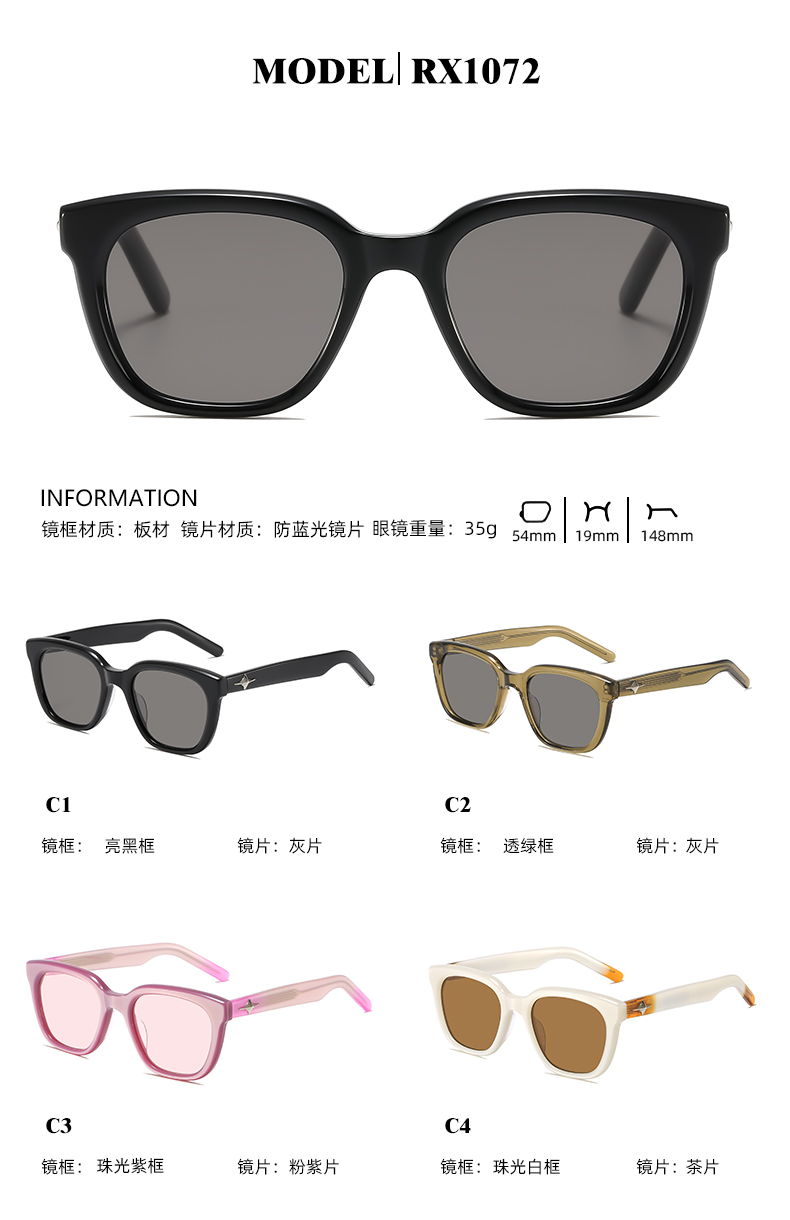 MODEL | RX1072
INFORMATION
镜框材质：板材 镜片材质：防蓝光镜片 眼镜重量：35g
54mm 19mm 148mm
C1
镜框： 亮黑框 镜片：灰片
C2
镜框： 透绿框 镜片：灰片
C3
镜框： 珠光紫框 镜片：粉紫片
C4
镜框：珠光白框 镜片：茶片